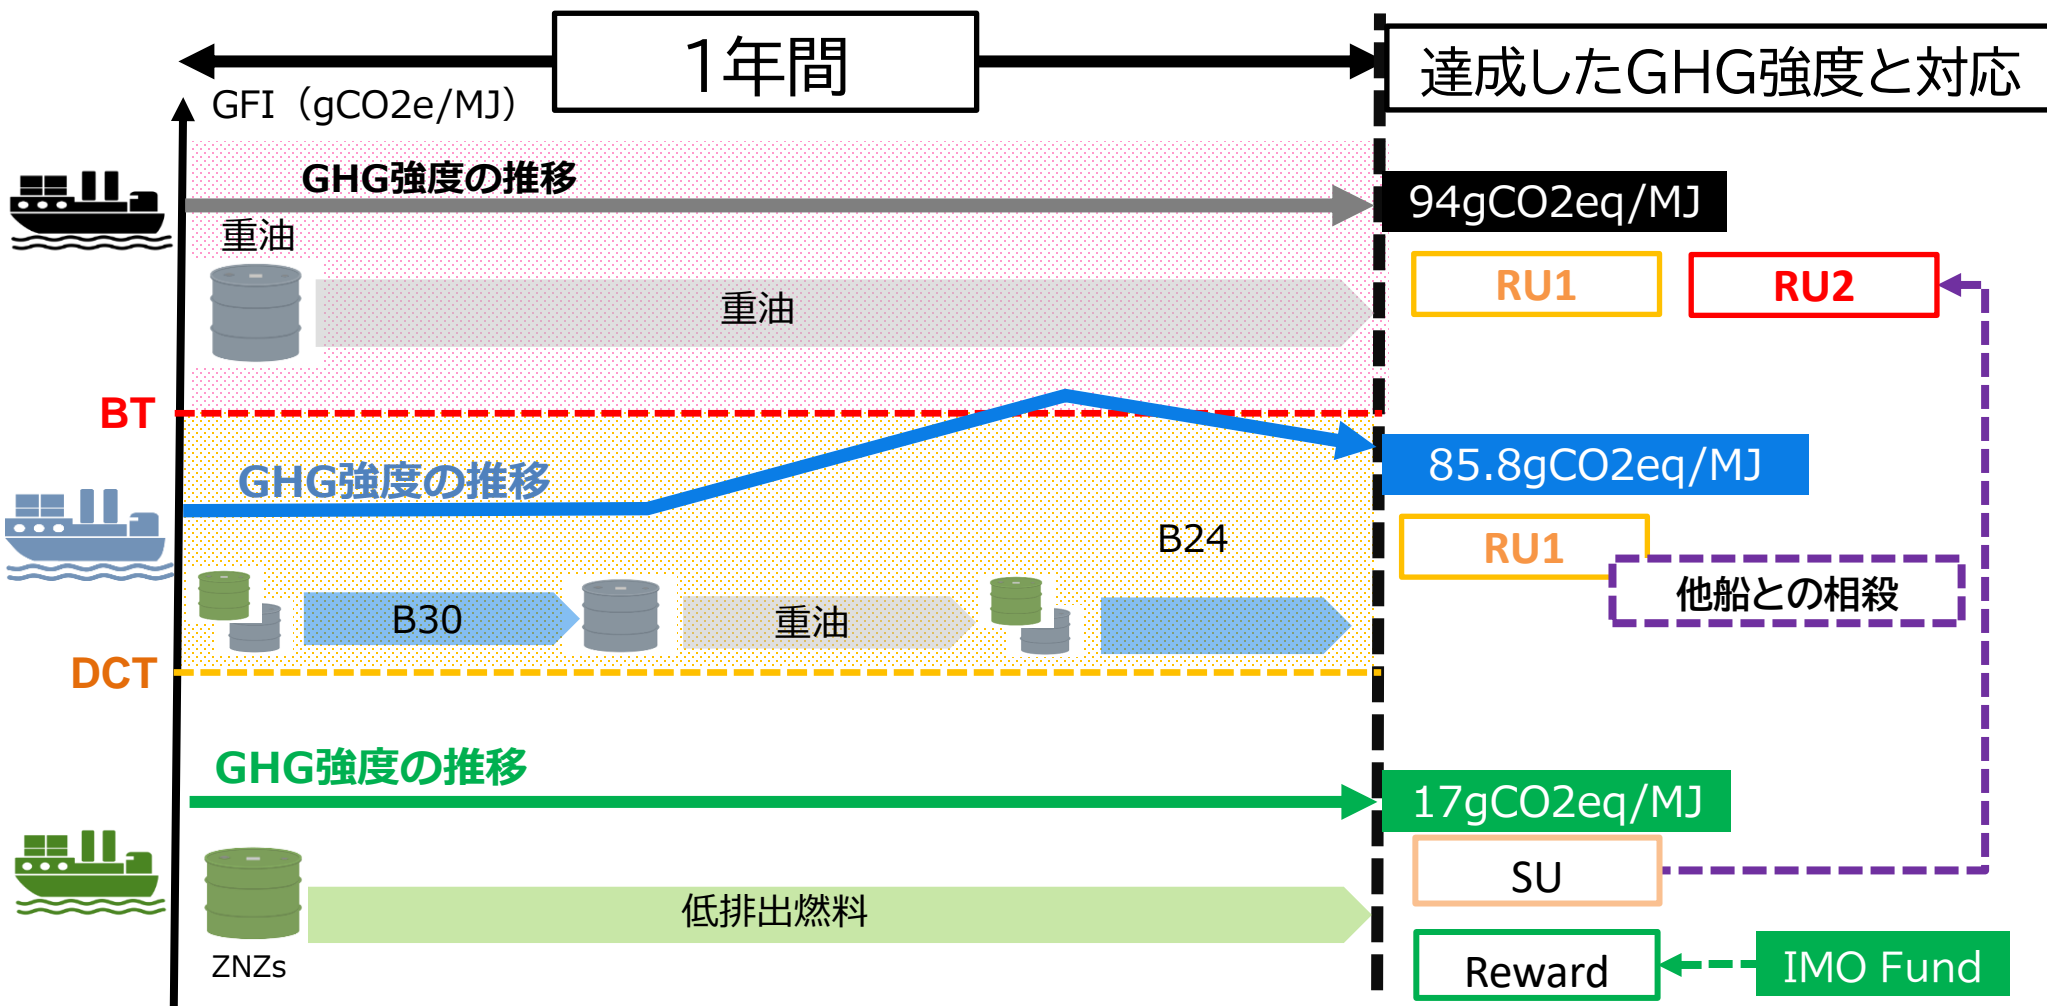 1年間
達成したGHG強度と対応
GFI（gCO2e/MJ）
GHG強度の推移
94gCO2eq/MJ
重油
RU1
RU2
重油
BT
85.8gCO2eq/MJ
GHG強度の推移
B24
RU1
他船との相殺
B30
重油
DCT
GHG強度の推移
17gCO2eq/MJ
SU
低排出燃料
ZNZs
Reward
IMO Fund